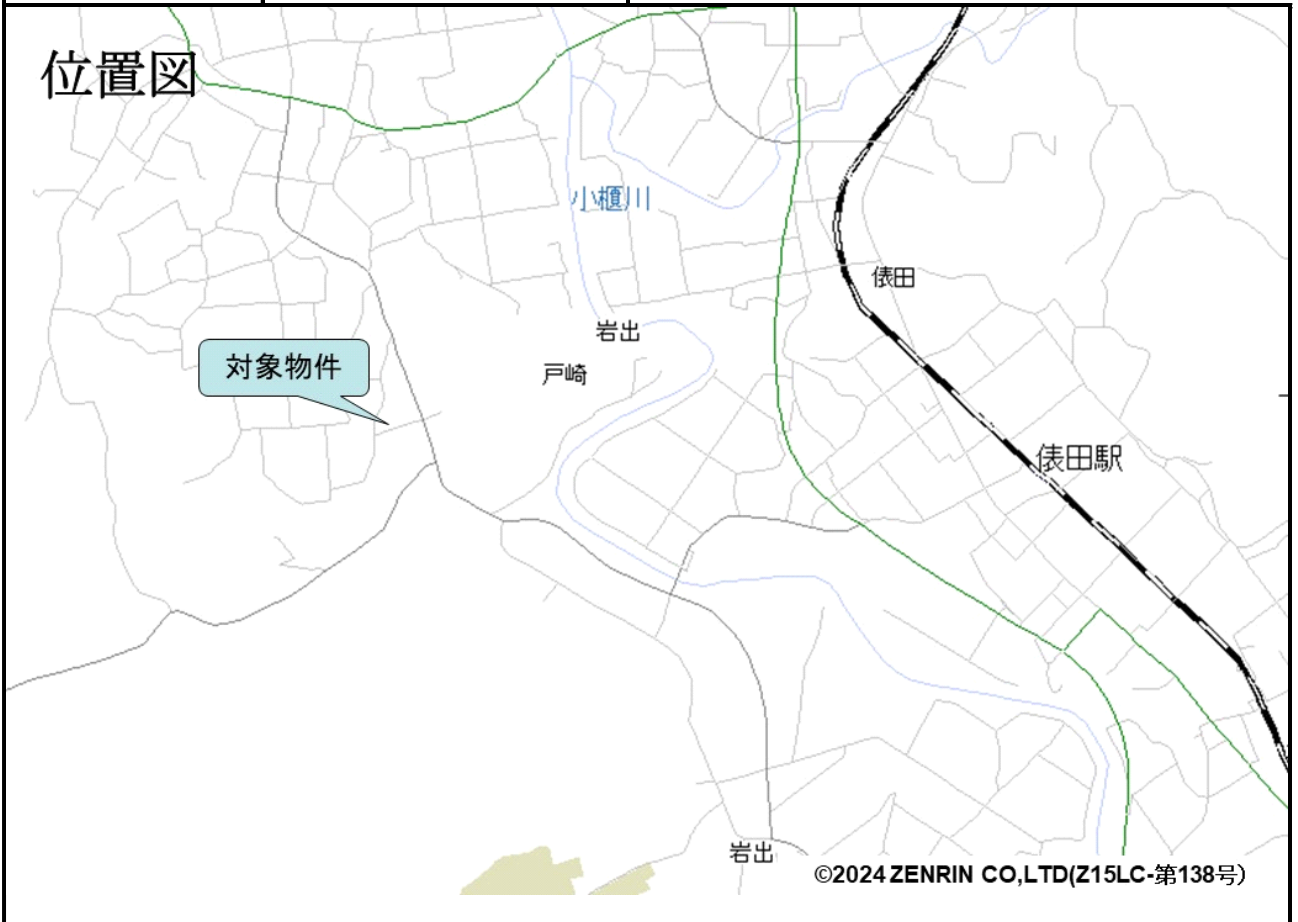 位置図
小櫃川
俵田
岩出
対象物件
戸崎
俵田駅
岩出
©2024 ZENRIN CO,LTD(Z15LC-第138号)